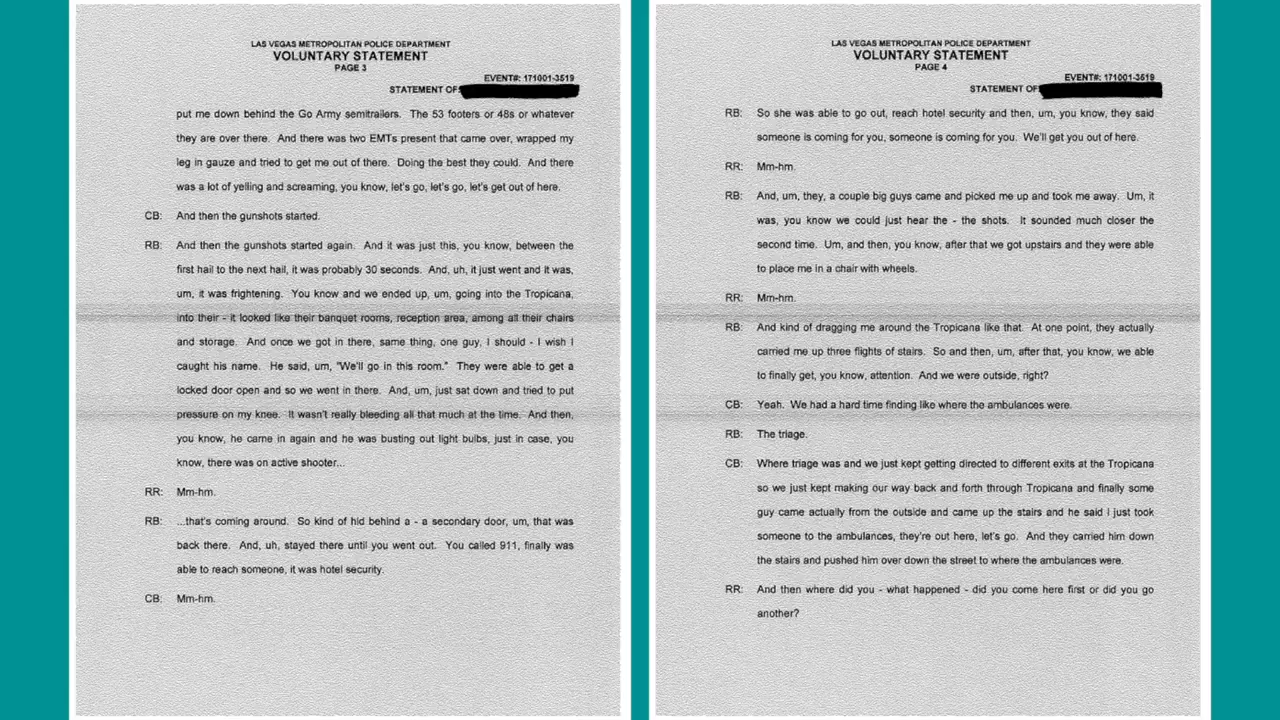 LAS VEGAS METROPOLITAN POLICE DEPARTMENT
VOLUNTARY STATEMENT
PAGE 3
EVENT#: 171001-3519
STATEMENT OF:
put me down behind the Go Army semitrailers. The 53 footers or 48s or whatever
they are over there. And there was two EMTs present that came over, wrapped my
leg in gauze and tried to get me out of there. Doing the best they could. And there
was a lot of yelling and screaming, you know, let's go, let's go, let's get out of here.
CB: And then the gunshots started.
RB: And then the gunshots started again. And it was just this, you know, between the
first hail to the next hail, it was probably 30 seconds. And, uh, it just went and it was,
um, it was frightening. You know and we ended up, um, going into the Tropicana,
into their - it looked like their banquet rooms, reception area, among all their chairs
and storage. And once we got in there, same thing, one guy, I should - I wish I
caught his name. He said, um, "We'll go in this room." They were able to get a
locked door open and so we went in there. And, um, just sat down and tried to put
pressure on my knee. It wasn't really bleeding all that much at the time. And then,
you know, he came in again and he was busting out light bulbs, just in case, you
know, there was on active shooter...
RR: Mm-hm.
RB: ...that's coming around. So kind of hid behind a - a secondary door, um, that was
back there. And, uh, stayed there until you went out. You called 911, finally was
able to reach someone, it was hotel security.
CB: Mm-hm.
LAS VEGAS METROPOLITAN POLICE DEPARTMENT
VOLUNTARY STATEMENT
PAGE 4
EVENT#: 171001-3519
STATEMENT OF:
RB: So she was able to go out, reach hotel security and then, um, you know, they said
someone is coming for you, someone is coming for you. We'll get you out of here.
RR: Mm-hm.
RB: And, um, they, a couple big guys came and picked me up and took me away. Um, it
was, you know we could just hear the - the shots. It sounded much closer the
second time. Um, and then, you know, after that we got upstairs and they were able
to place me in a chair with wheels.
RR: Mm-hm.
RB: And kind of dragging me around the Tropicana like that. At one point, they actually
carried me up three flights of stairs. So and then, um, after that, you know, we able
to finally get, you know, attention. And we were outside, right?
CB: Yeah. We had a hard time finding like where the ambulances were.
RB: The triage.
CB: Where triage was and we just kept getting directed to different exits at the Tropicana
so we just kept making our way back and forth through Tropicana and finally some
guy came actually from the outside and came up the stairs and he said I just took
someone to the ambulances, they're out here, let's go. And they carried him down
the stairs and pushed him over down the street to where the ambulances were.
RR: And then where did you - what happened - did you come here first or did you go
another?